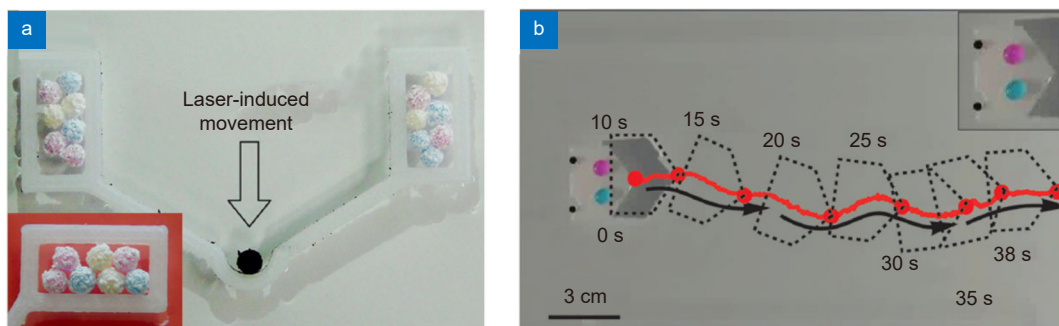 a
Laser-induced
movement
b
10 s
15 s
20 s
25 s
0 s
30 s
38 s
35 s
3 cm